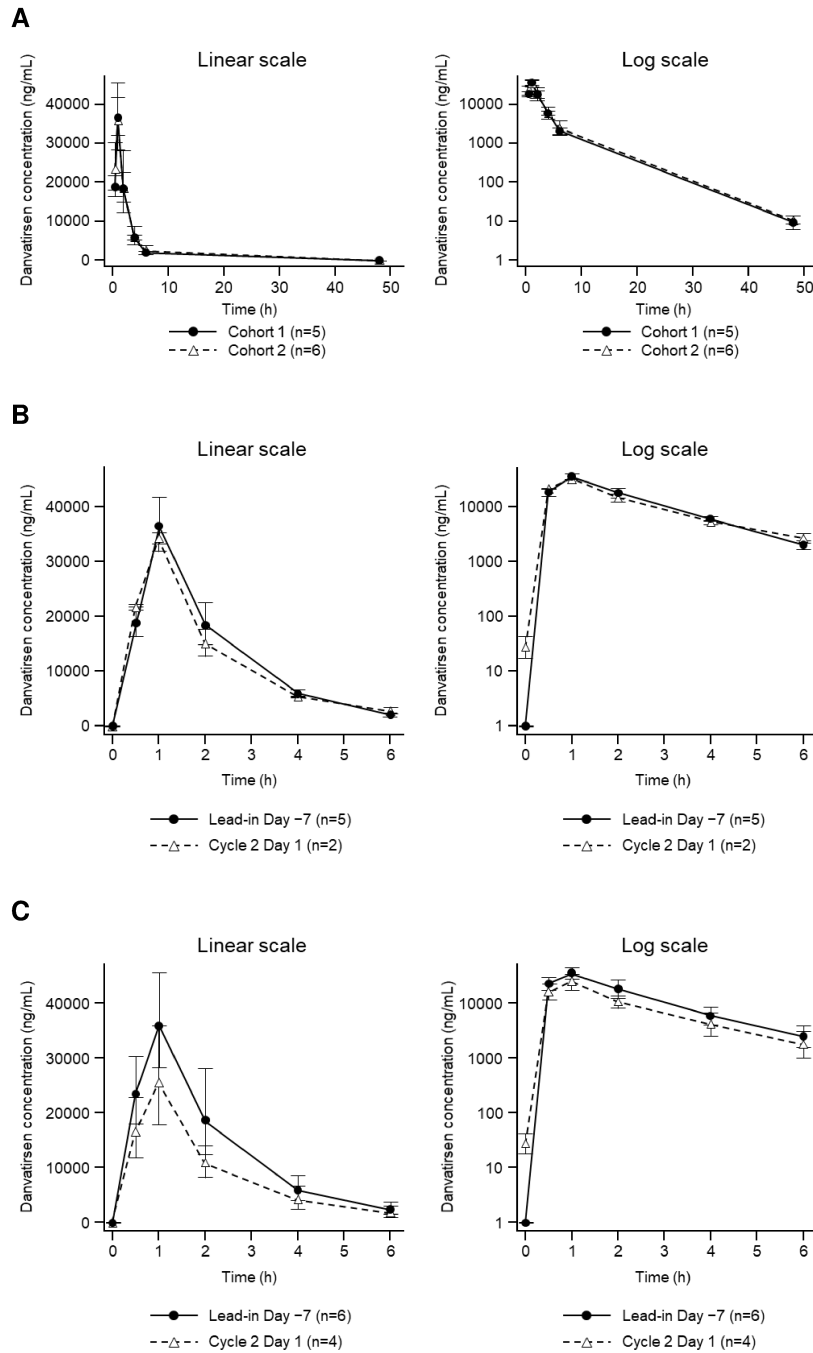 A
Linear scale
Log scale
Danvatirsen concentration (ng/mL)
40000
30000
20000
10000
0
0 10 20 30 40 50
Time (h)
Cohort 1 (n=5)
Cohort 2 (n=6)
Danvatirsen concentration (ng/mL)
10000
1000
100
10
1
0 10 20 30 40 50
Time (h)
Cohort 1 (n=5)
Cohort 2 (n=6)
B
Linear scale
Log scale
Danvatirsen concentration (ng/mL)
40000
30000
20000
10000
0
0 1 2 3 4 5 6
Time (h)
Lead-in Day −7 (n=5)
Cycle 2 Day 1 (n=2)
Danvatirsen concentration (ng/mL)
10000
1000
100
10
1
0 1 2 3 4 5 6
Time (h)
Lead-in Day −7 (n=5)
Cycle 2 Day 1 (n=2)
C
Linear scale
Log scale
Danvatirsen concentration (ng/mL)
40000
30000
20000
10000
0
0 1 2 3 4 5 6
Time (h)
Lead-in Day −7 (n=6)
Cycle 2 Day 1 (n=4)
Danvatirsen concentration (ng/mL)
10000
1000
100
10
1
0 1 2 3 4 5 6
Time (h)
Lead-in Day −7 (n=6)
Cycle 2 Day 1 (n=4)